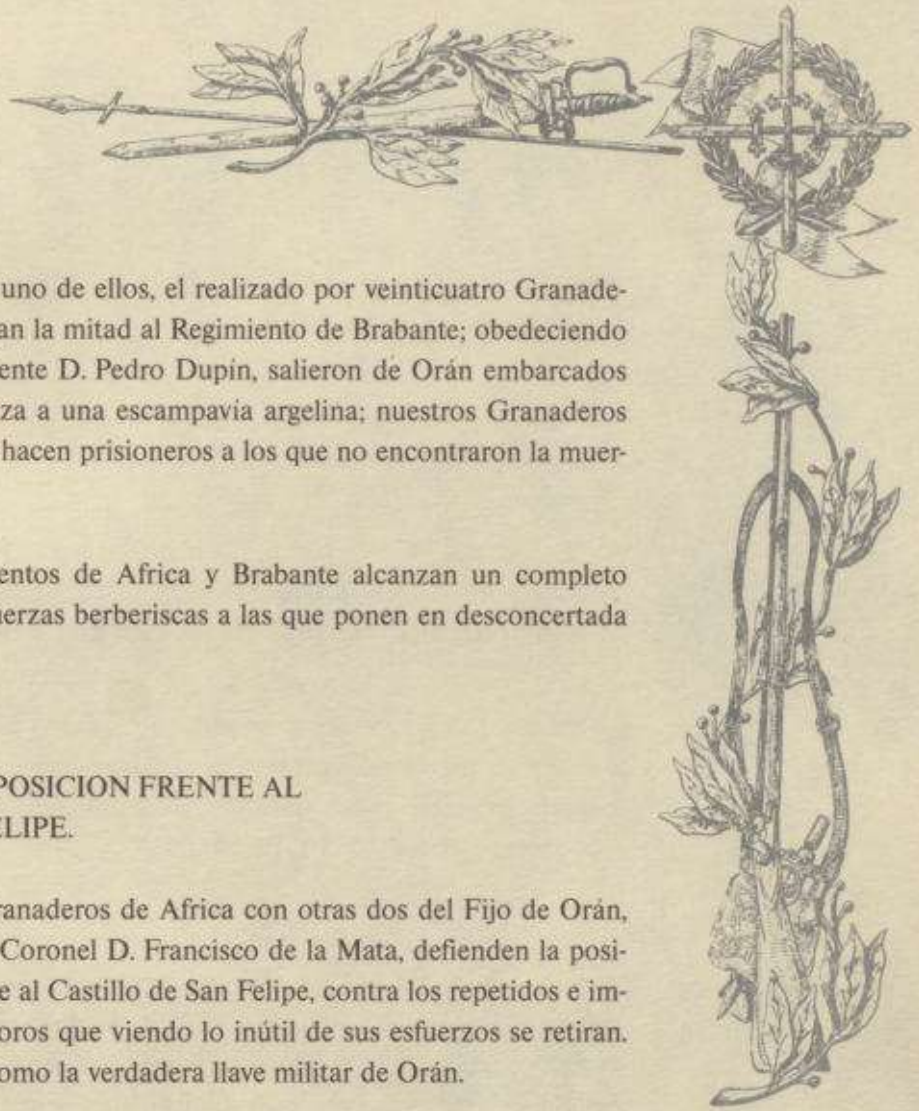 uno de ellos, el realizado por veinticuatro Granade-
an la mitad al Regimiento de Brabante; obedeciendo
ente D. Pedro Dupin, salieron de Orán embarcados
za a una escampavía argelina; nuestros Granaderos
hacen prisioneros a los que no encontraron la muer-
entos de Africa y Brabante alcanzan un completo
uerzas berberiscas a las que ponen en desconcertada
POSICION FRENTE AL
ELIPE.
ranaderos de Africa con otras dos del Fijo de Orán,
Coronel D. Francisco de la Mata, defienden la posi-
e al Castillo de San Felipe, contra los repetidos e im-
oros que viendo lo inútil de sus esfuerzos se retiran.
omo la verdadera llave militar de Orán.